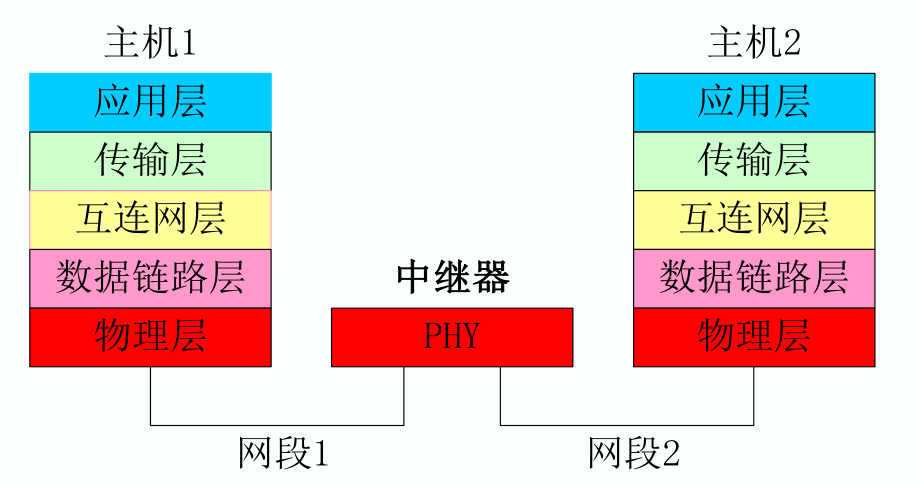 主机1
主机2
应用层
应用层
传输层
传输层
互连网层
互连网层
数据链路层
中继器
数据链路层
物理层
PHY
物理层
网段1
网段2